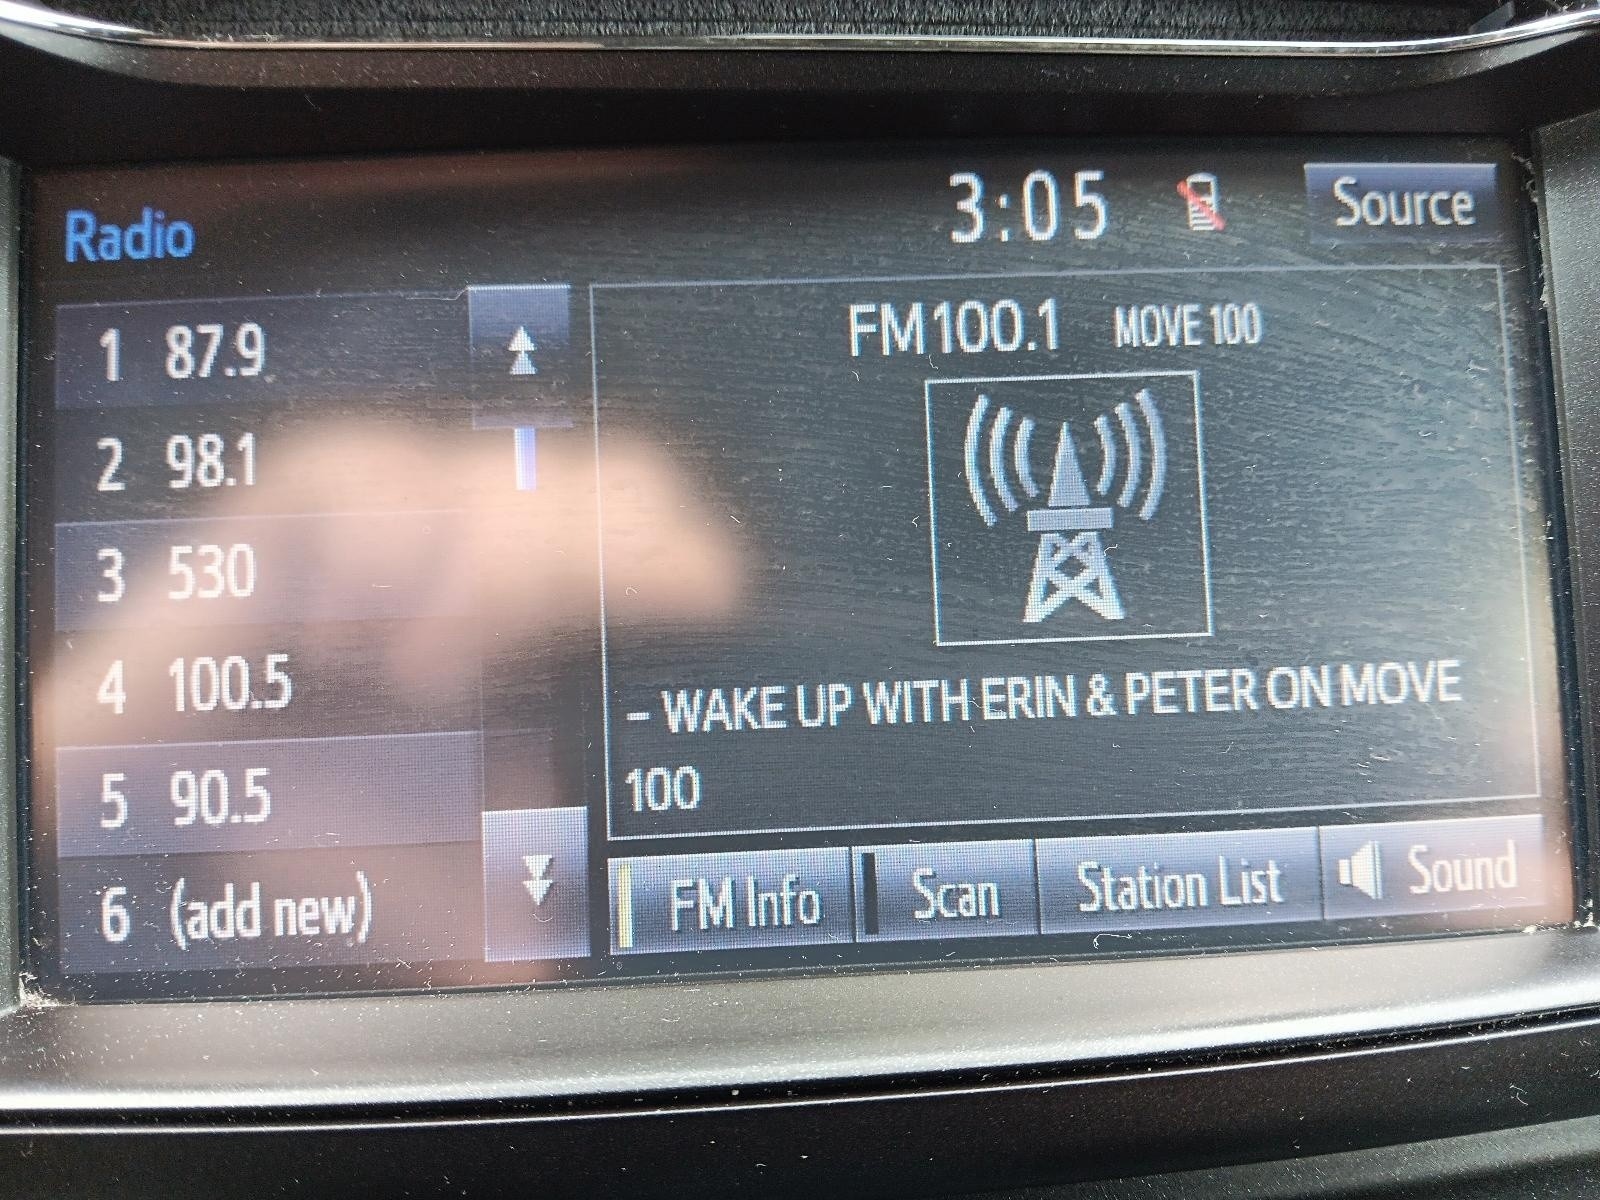 Radio
3:05
Source
1 87.9
2 98.1
3 530
4 100.5
5 90.5
6 (add new)
FM100.1 MOVE 100
- WAKE UP WITH ERIN & PETER ON MOVE
100
FM Info
Scan
Station List
Sound